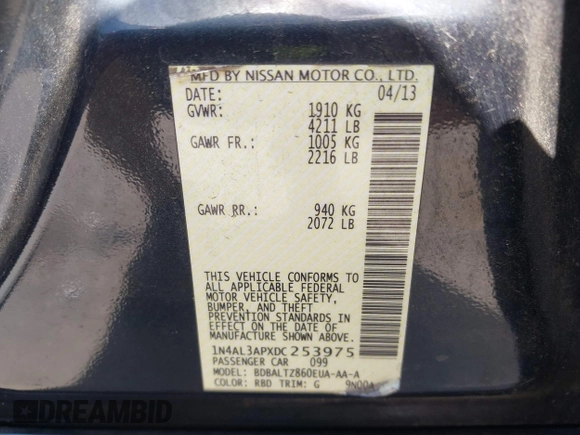 MFD BY NISSAN MOTOR CO., LTD.
DATE: 04/13
GVWR: 1910 KG
4211 LB
GAWR FR.: 1005 KG
2216 LB
GAWR RR.: 940 KG
2072 LB
THIS VEHICLE CONFORMS TO
ALL APPLICABLE FEDERAL
MOTOR VEHICLE SAFETY,
BUMPER, AND THEFT
PREVENTION STANDARDS IN
EFFECT ON THE DATE OF
MANUFACTURE SHOWN ABOVE.
1N4AL3APXDC253975
PASSENGER CAR 099
MODEL: BDBALTZ860EUA-AA-A
COLOR: RBD TRIM: G 9N00A
DREAMBID